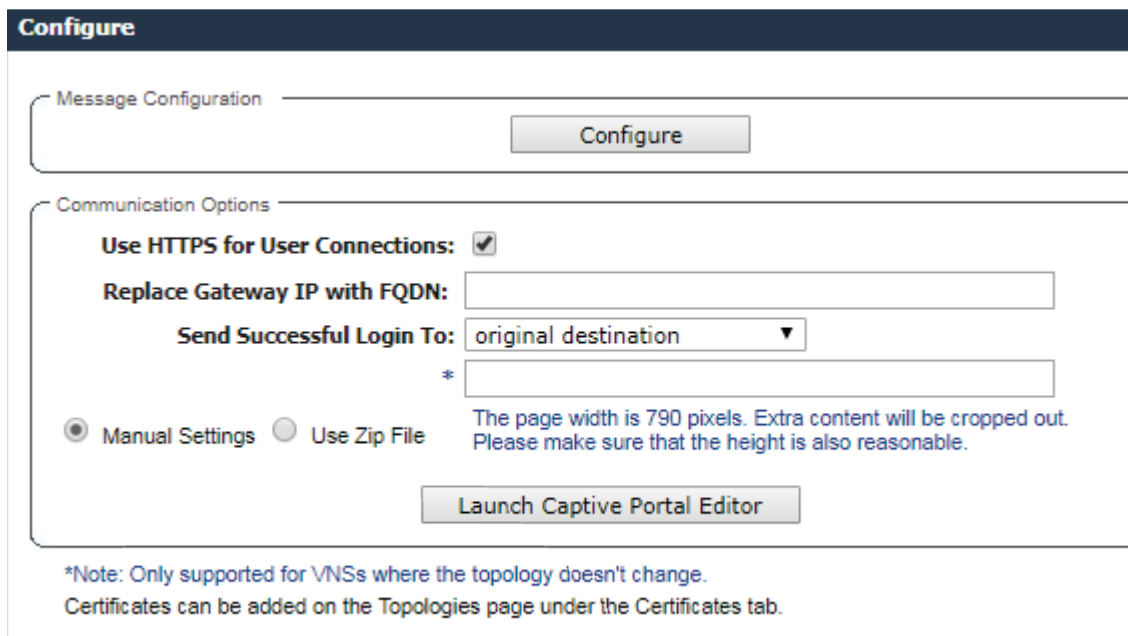 Configure
Message Configuration
Configure
Communication Options
Use HTTPS for User Connections:
Replace Gateway IP with FQDN:
Send Successful Login To: original destination
*
Manual Settings Use Zip File
The page width is 790 pixels. Extra content will be cropped out.
Please make sure that the height is also reasonable.
Launch Captive Portal Editor
*Note: Only supported for VNSs where the topology doesn't change.
Certificates can be added on the Topologies page under the Certificates tab.